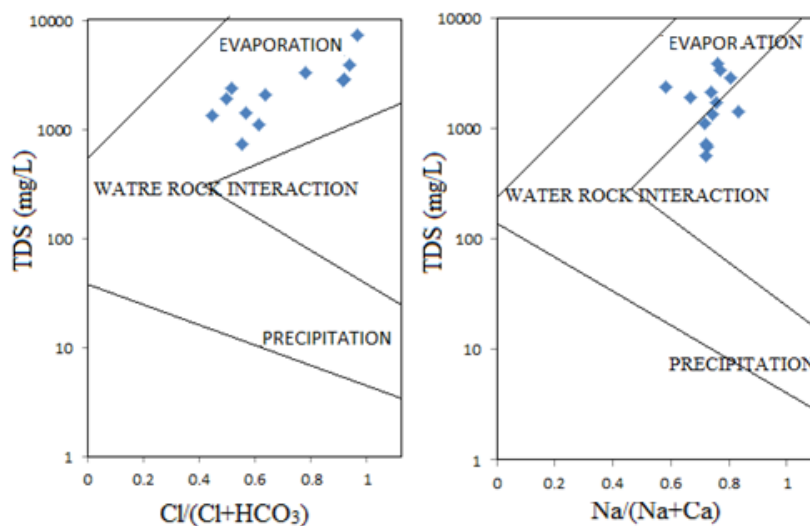 10000
1000
100
10
1
0
0.2
0.4
0.6
0.8
1
TDS (mg/L)
Cl/(Cl+HCO₃)
EVAPORATION
WATRE ROCK INTERACTION
PRECIPITATION
10000
1000
100
10
1
0
0.2
0.4
0.6
0.8
1
TDS (mg/L)
Na/(Na+Ca)
EVAPORATION
WATER ROCK INTERACTION
PRECIPITATION